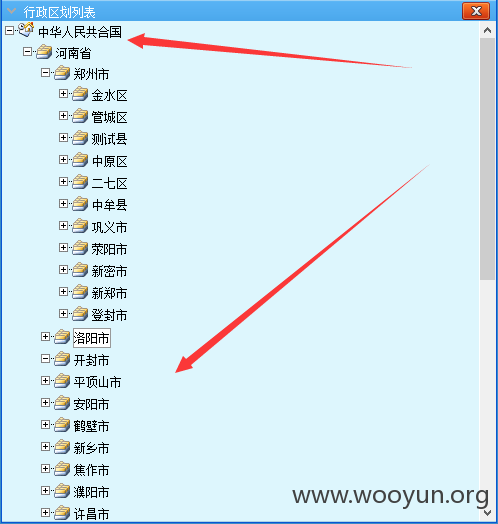 行政区划列表
中华人民共合国
河南省
郑州市
金水区
管城区
测试县
中原区
二七区
中牟县
巩义市
荥阳市
新密市
新郑市
登封市
洛阳市
开封市
平顶山市
安阳市
鹤壁市
新乡市
焦作市
濮阳市
许昌市
www.wooyun.org